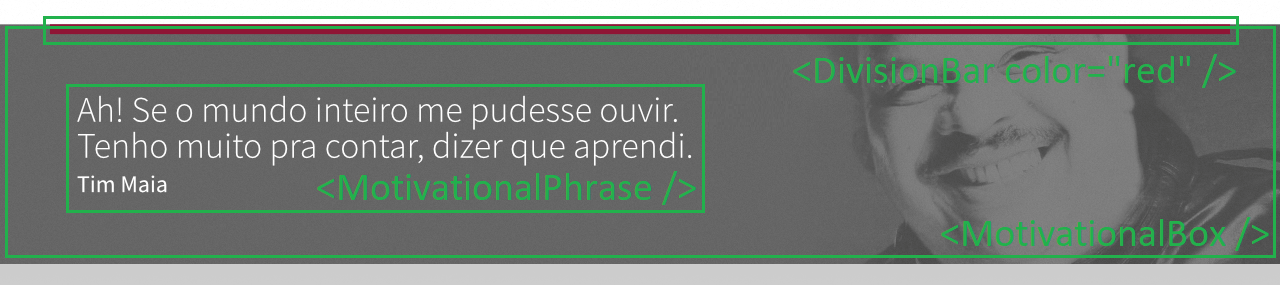 <DivisionBar color="red" />
Ah! Se o mundo inteiro me pudesse ouvir.
Tenho muito pra contar, dizer que aprendi.
Tim Maia
<MotivationalPhrase />
<MotivationalBox />